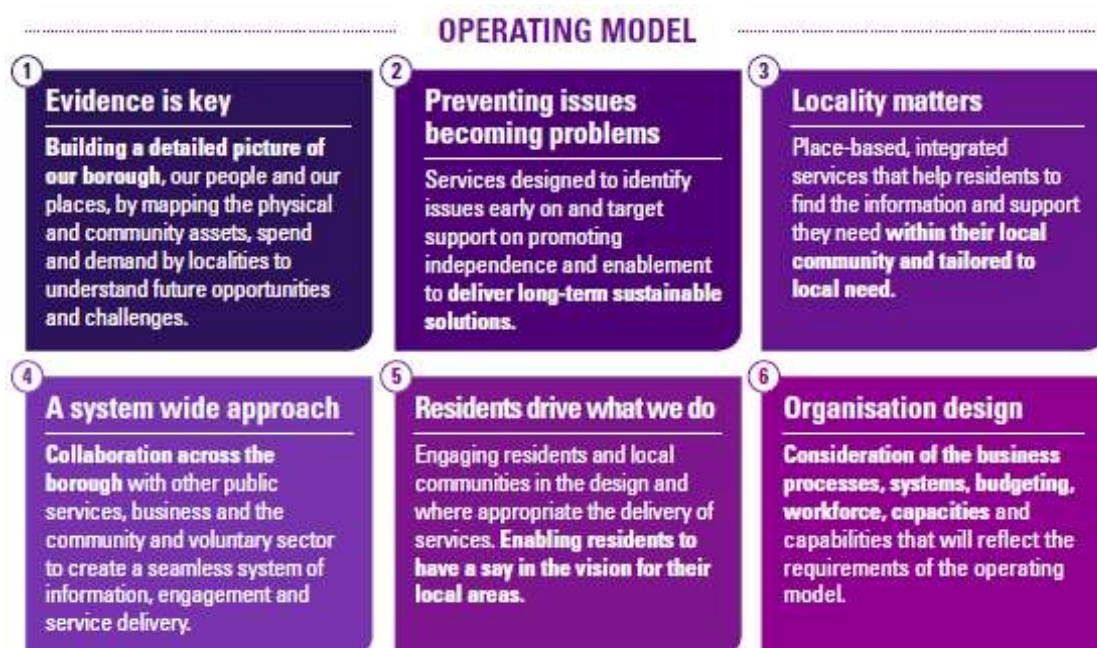 OPERATING MODEL
1
Evidence is key
Building a detailed picture of
our borough, our people and our
places, by mapping the physical
and community assets, spend
and demand by localities to
understand future opportunities
and challenges.
2
Preventing issues
becoming problems
Services designed to identify
issues early on and target
support on promoting
independence and enablement
to deliver long-term sustainable
solutions.
3
Locality matters
Place-based, integrated
services that help residents to
find the information and support
they need within their local
community and tailored to
local need.
4
A system wide approach
Collaboration across the
borough with other public
services, business and the
community and voluntary sector
to create a seamless system of
information, engagement and
service delivery.
5
Residents drive what we do
Engaging residents and local
communities in the design and
where appropriate the delivery of
services. Enabling residents to
have a say in the vision for their
local areas.
6
Organisation design
Consideration of the business
processes, systems, budgeting,
workforce, capacities and
capabilities that will reflect the
requirements of the operating
model.